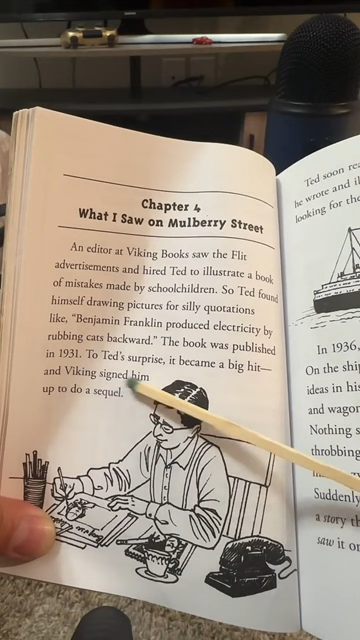 Chapter 4
What I Saw on Mulberry Street
An editor at Viking Books saw the Flit
advertisements and hired Ted to illustrate a book
of mistakes made by schoolchildren. So Ted found
himself drawing pictures for silly quotations
like, "Benjamin Franklin produced electricity by
rubbing cats backward." The book was published
in 1931. To Ted's surprise, it became a big hit—
and Viking signed him
up to do a sequel.
Ted soon
he wrote and
looking for the
In 1936,
On the ship
ideas in his
and wagon
Nothing
throbbing
Suddenly
a story
saw it on